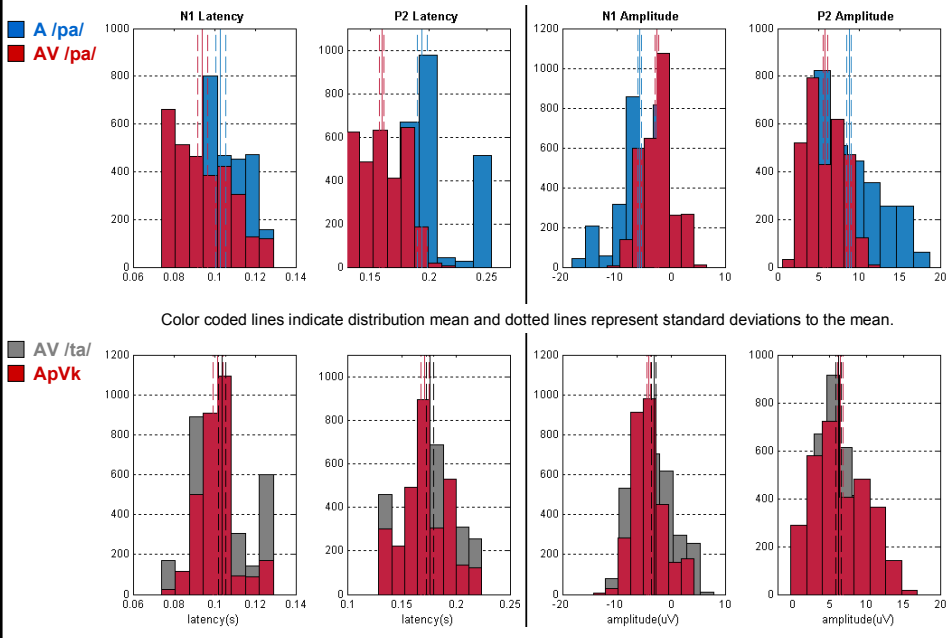 N1 Latency P2 Latency N1 Amplitude P2 Amplitude
A /pa/
AV /pa/
1000 1000 1200 1000
800 800 1000 800
600 600 800 600
400 400 600 400
200 200 400 200
0 0 200 0
0
0.06 0.08 0.1 0.12 0.14 0.15 0.2 0.25 -20 -10 0 10 0 5 10 15 20
Color coded lines indicate distribution mean and dotted lines represent standard deviations to the mean.
AV /ta/
ApVk
1200 1000 1200 1000
1000 800 1000 800
800 600 800 600
600 400 600 400
400 200 400 200
200 0 200 0
0 0
0.06 0.08 0.1 0.12 0.14 0.1 0.15 0.2 0.25 -20 -10 0 10 0 5 10 15 20
latency(s) latency(s) amplitude(uV) amplitude(uV)